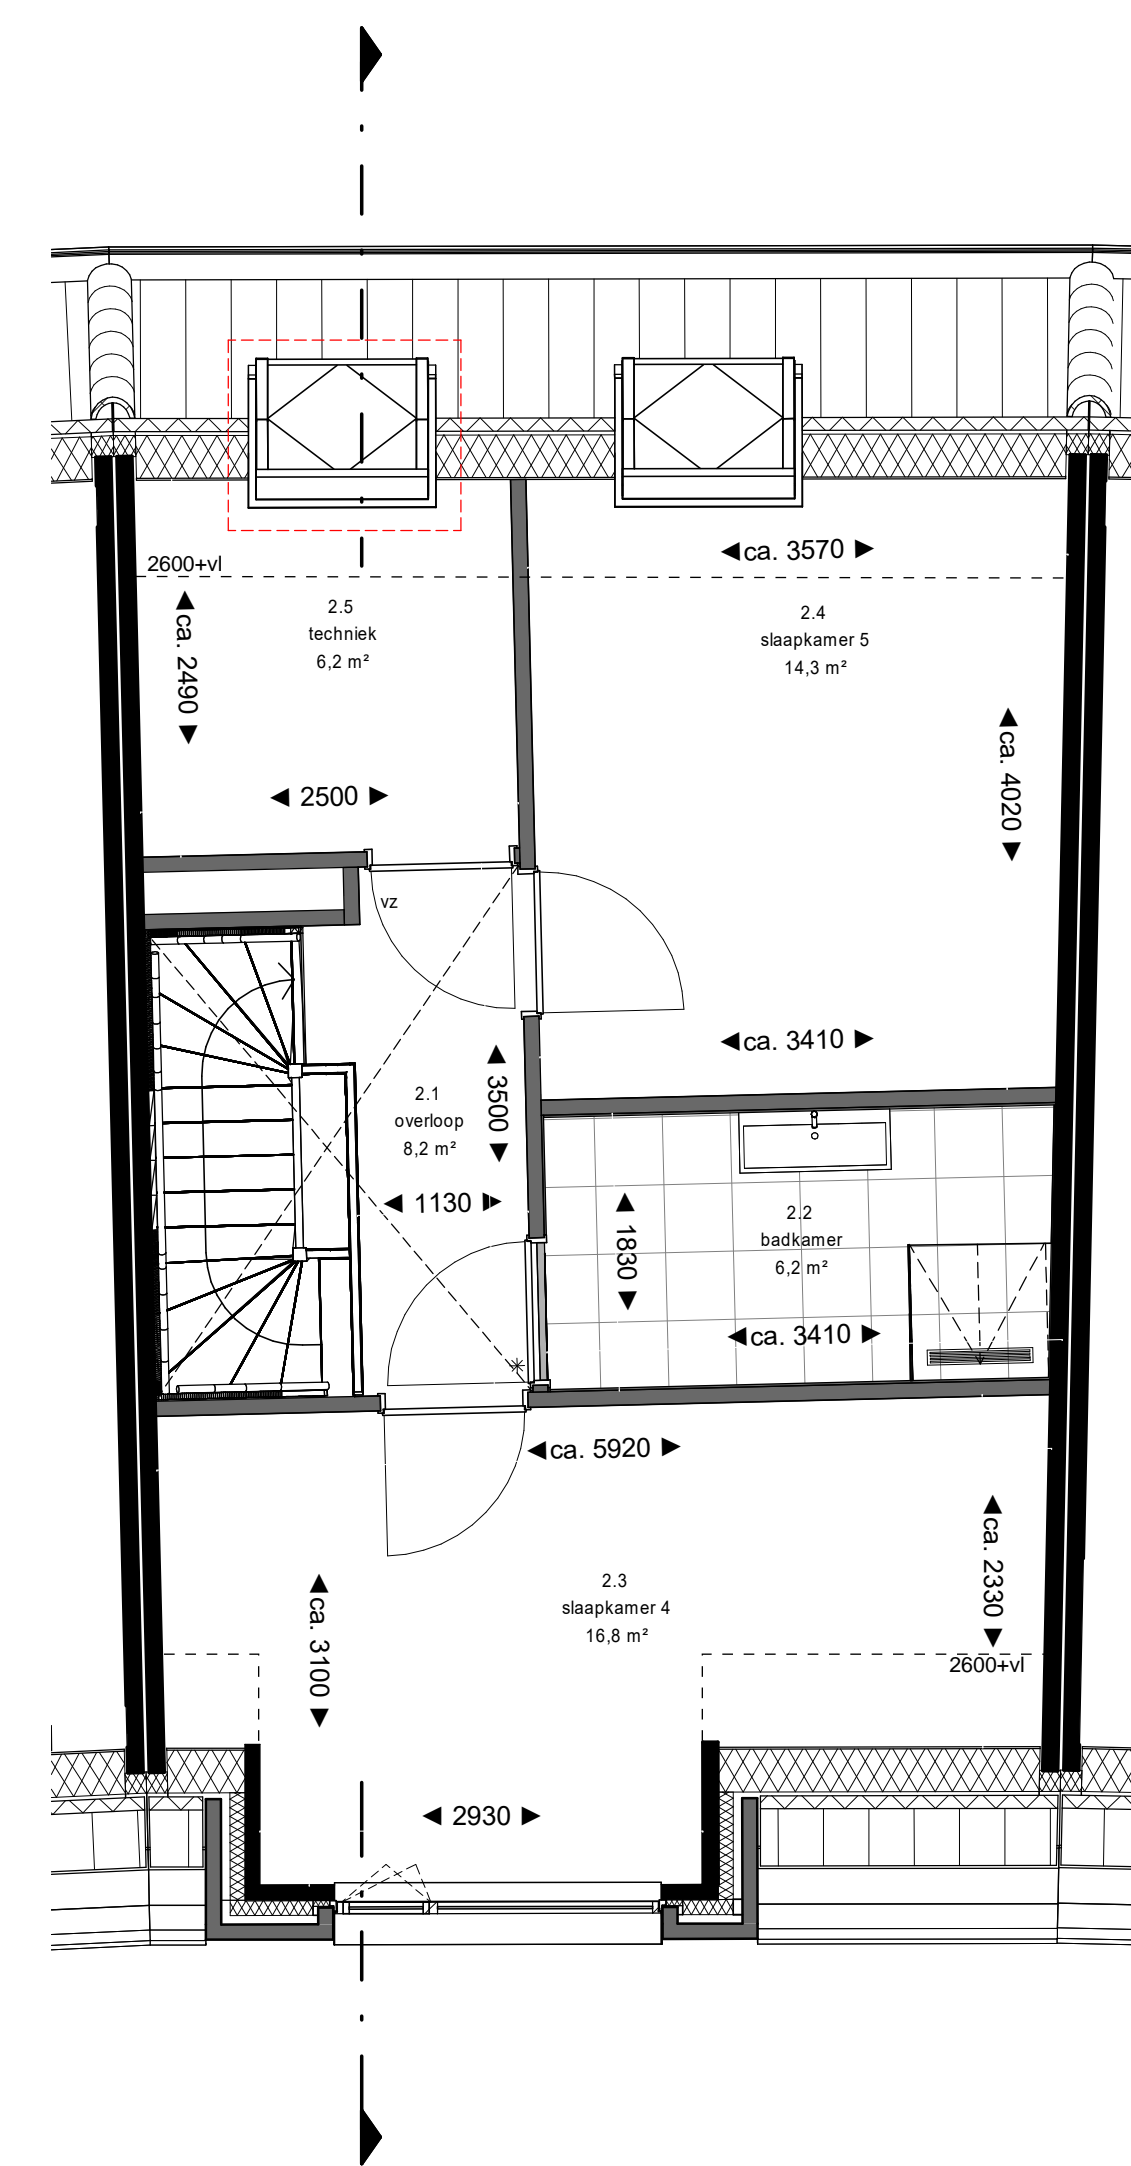 ca. 3570
2600+vl
2.5
techniek
6,2 m²
2.4
slaapkamer 5
14,3 m²
ca. 2490
ca. 4020
2500
vz
ca. 3410
3500
2.1
overloop
8,2 m²
1130
1830
2.2
badkamer
6,2 m²
ca. 3410
ca. 5920
ca. 2330
2.3
slaapkamer 4
16,8 m²
ca. 3100
2600+vl
2930